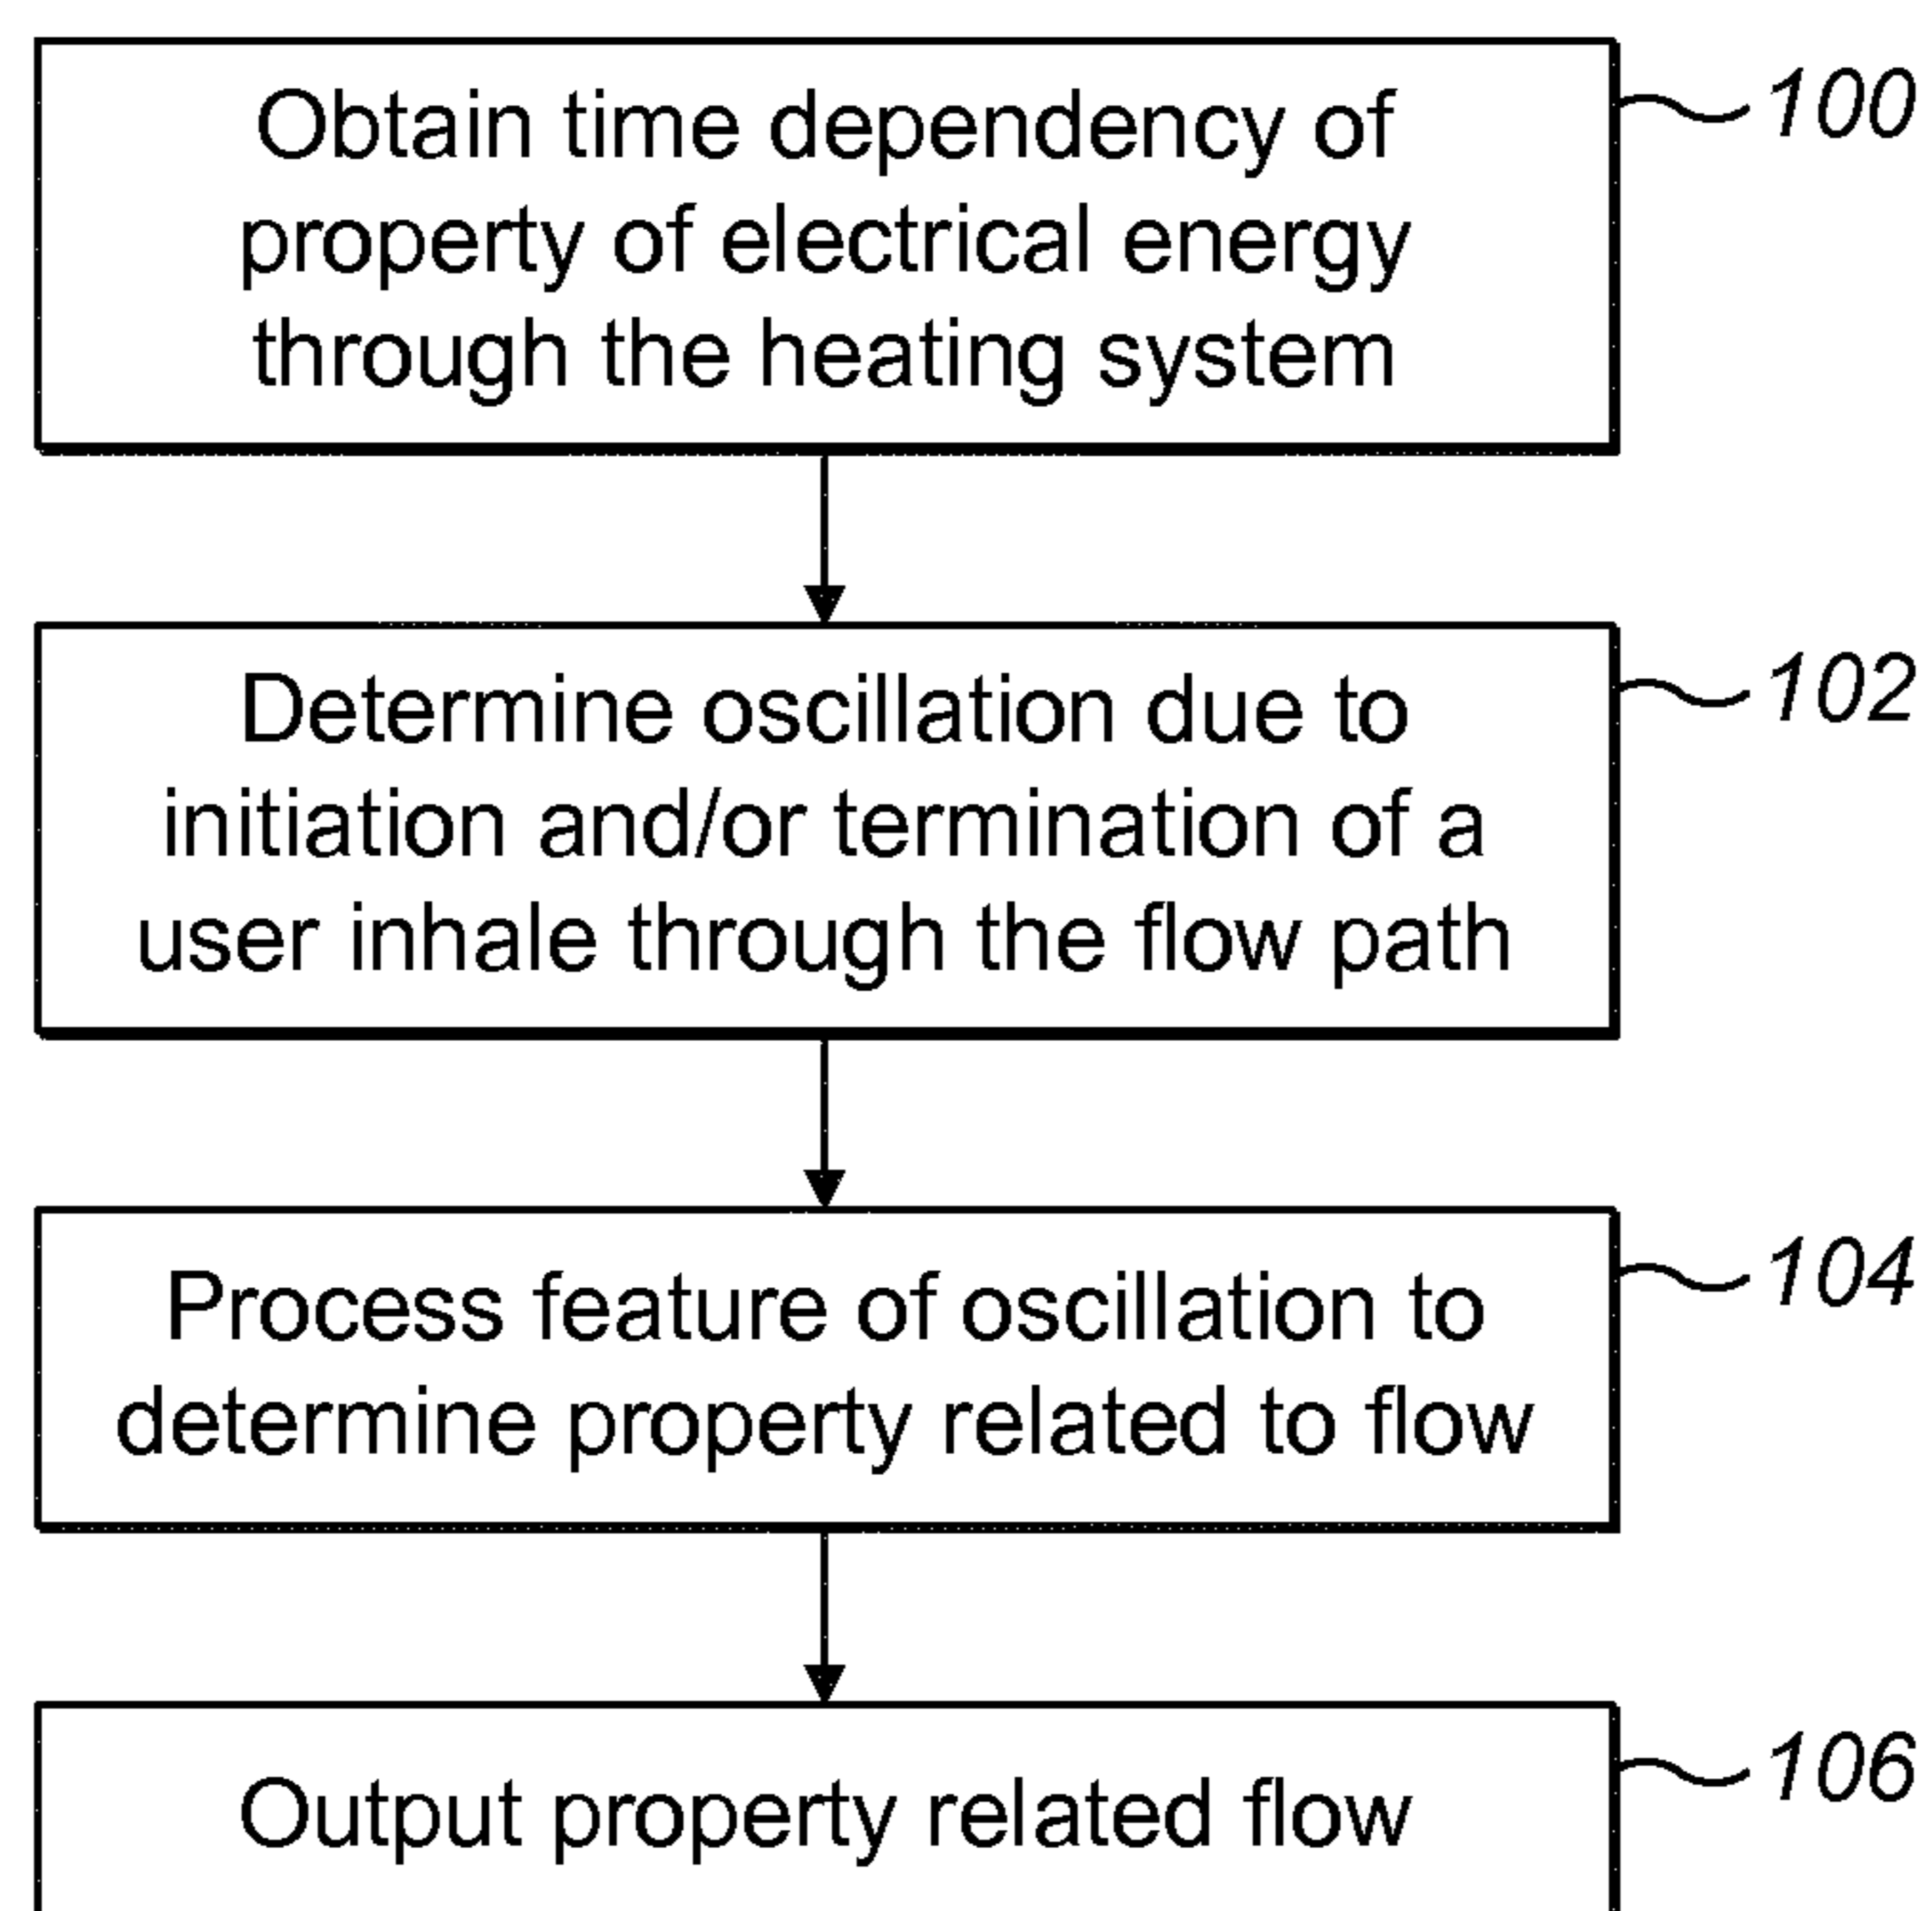 Obtain time dependency of
property of electrical energy
through the heating system
100
Determine oscillation due to
initiation and/or termination of a
user inhale through the flow path
102
Process feature of oscillation to
determine property related to flow
104
Output property related flow
106